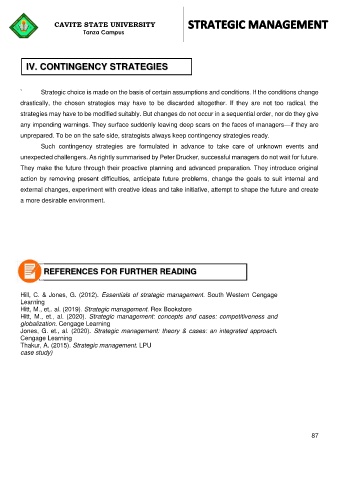 CAVITE STATE UNIVERSITY
Tanza Campus
STRATEGIC MANAGEMENT
IV. CONTINGENCY STRATEGIES
` Strategic choice is made on the basis of certain assumptions and conditions. If the conditions change
drastically, the chosen strategies may have to be discarded altogether. If they are not too radical, the
strategies may have to be modified suitably. But changes do not occur in a sequential order, nor do they give
any impending warnings. They surface suddenly leaving deep scars on the faces of managers—if they are
unprepared. To be on the safe side, strategists always keep contingency strategies ready.
Such contingency strategies are formulated in advance to take care of unknown events and
unexpected challengers. As rightly summarised by Peter Drucker, successful managers do not wait for future.
They make the future through their proactive planning and advanced preparation. They introduce original
action by removing present difficulties, anticipate future problems, change the goals to suit internal and
external changes, experiment with creative ideas and take initiative, attempt to shape the future and create
a more desirable environment.
REFERENCES FOR FURTHER READING
Hill, C. & Jones, G. (2012). Essentials of strategic management. South Western Cengage
Learning
Hitt, M., et,. al. (2019). Strategic management. Rex Bookstore
Hitt, M., et., al. (2020). Strategic management: concepts and cases: competitiveness and
globalization. Cengage Learning
Jones, G. et., al. (2020). Strategic management: theory & cases: an integrated approach.
Cengage Learning
Thakur, A. (2015). Strategic management. LPU
case study)
87